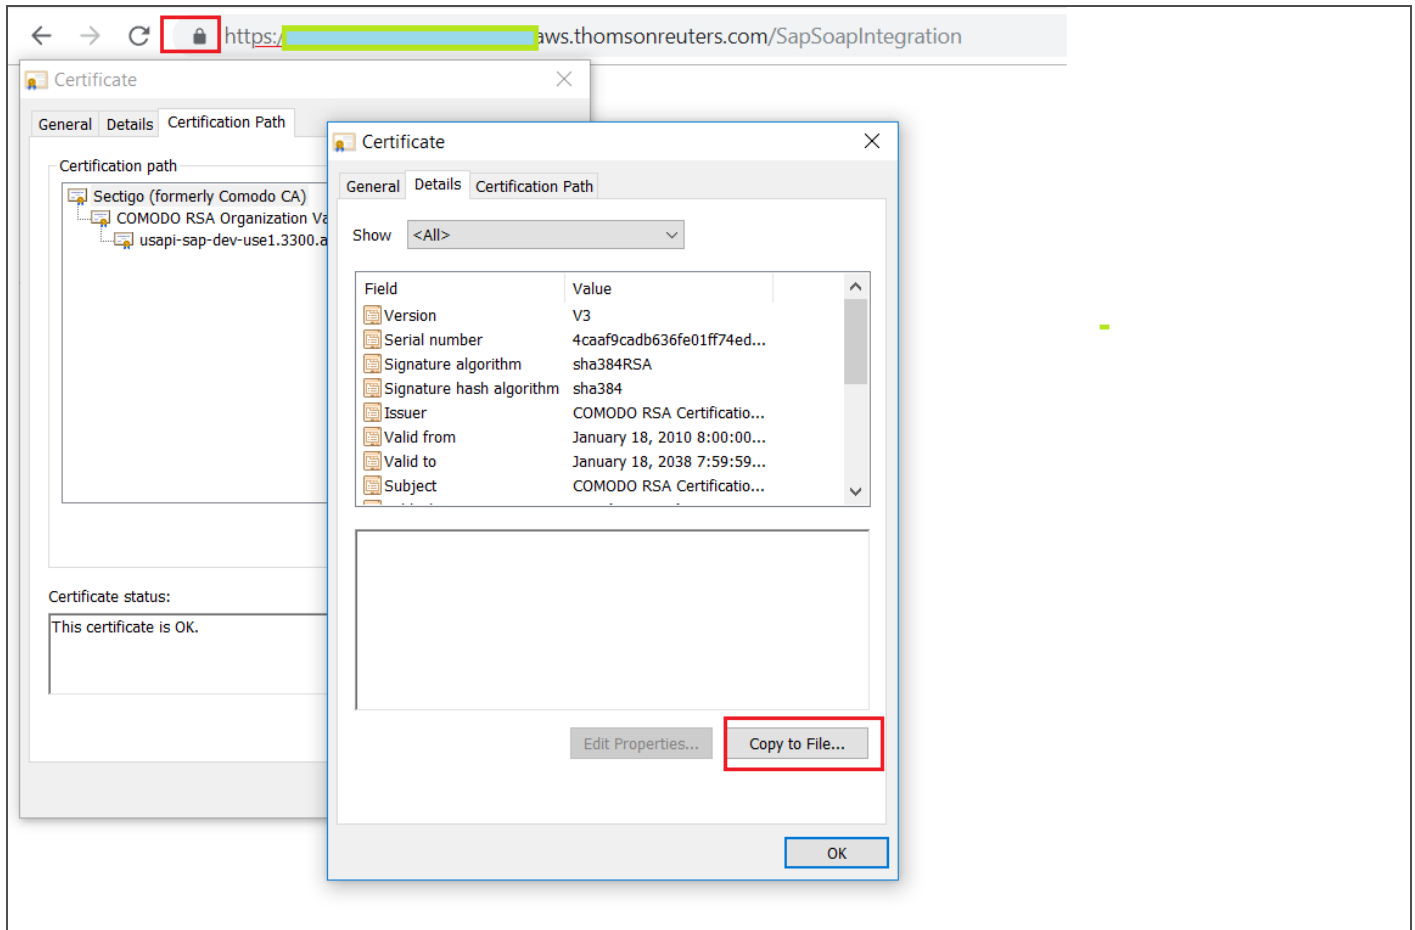 https:/ aws.thomsonreuters.com/SapSoapIntegration
Certificate
General Details Certification Path
Certification path
Sectigo (formerly Comodo CA)
COMODO RSA Organization Va
usapi-sap-dev-use1.3300.a
Certificate status:
This certificate is OK.
Certificate
General Details Certification Path
Show <All>
Field Value
Version V3
Serial number 4caaf9cadb636fe01ff74ed...
Signature algorithm sha384RSA
Signature hash algorithm sha384
Issuer COMODO RSA Certificatio...
Valid from January 18, 2010 8:00:00...
Valid to January 18, 2038 7:59:59...
Subject COMODO RSA Certificatio...
Edit Properties... Copy to File...
OK